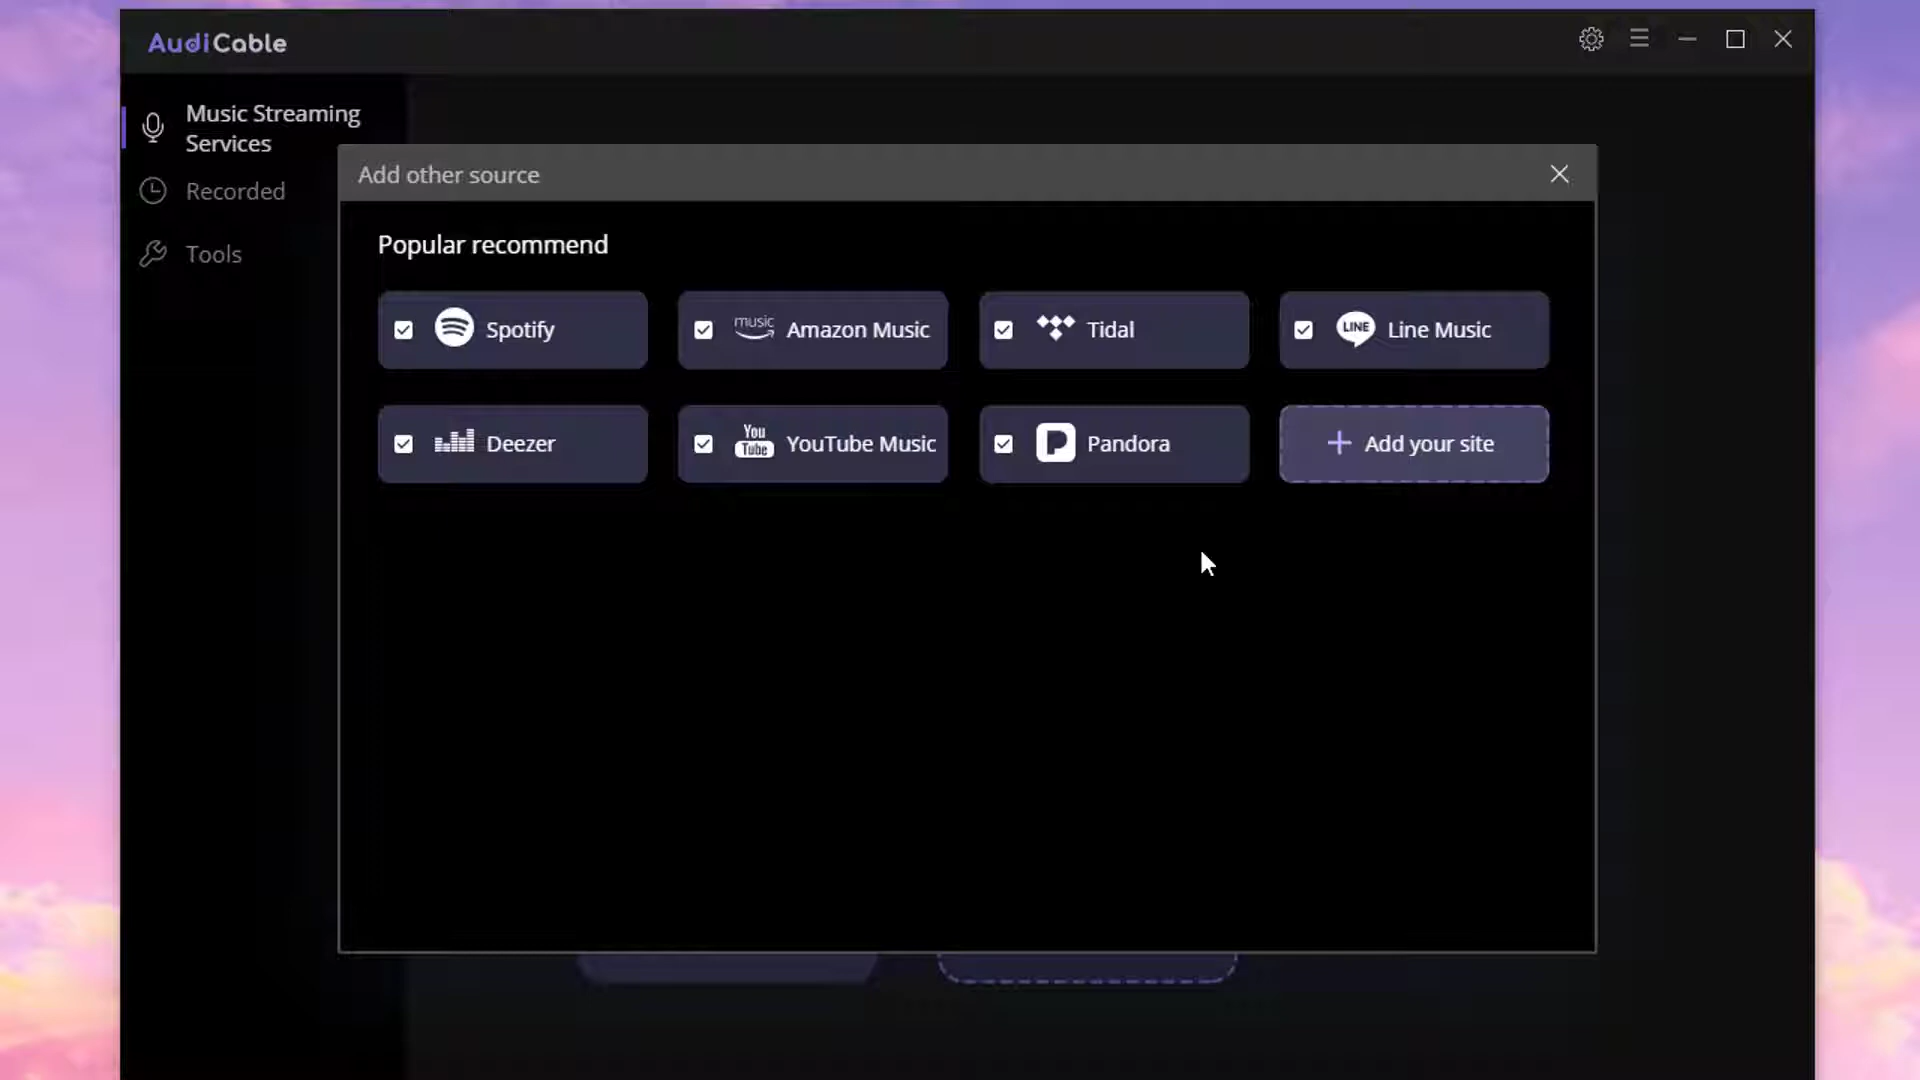 AudiCable
Music Streaming
Services
Recorded
Tools
Add other source
Popular recommend
Spotify
music
Amazon Music
Tidal
LINE
Line Music
Deezer
You
Tube
YouTube Music
P
Pandora
+ Add your site